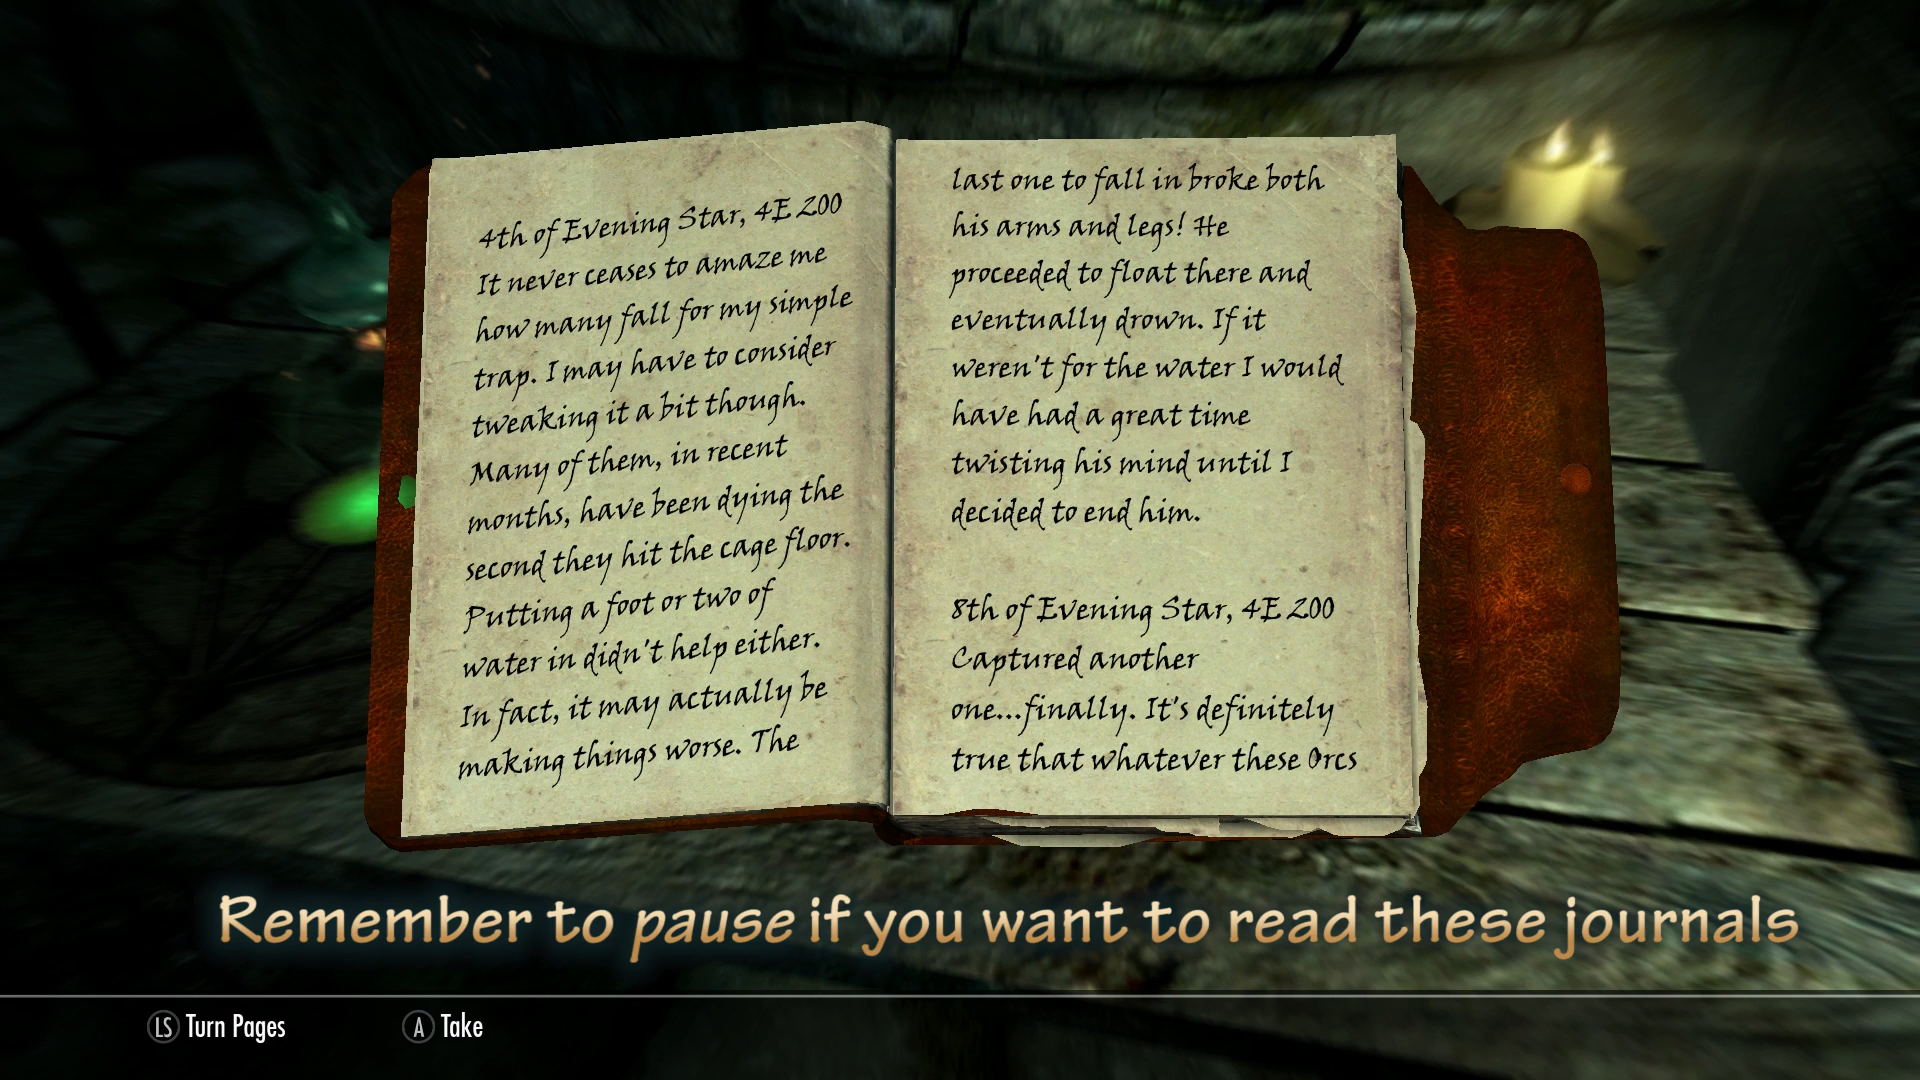 4th of Evening Star, 4E 200
It never ceases to amaze me
how many fall for my simple
trap. I may have to consider
tweaking it a bit though.
Many of them, in recent
months, have been dying the
second they hit the cage floor.
Putting a foot or two of
water in didn't help either.
In fact, it may actually be
making things worse. The
last one to fall in broke both
his arms and legs! He
proceeded to float there and
eventually drown. If it
weren't for the water I would
have had a great time
twisting his mind until I
decided to end him.
8th of Evening Star, 4E 200
Captured another
one...finally. It's definitely
true that whatever these Orcs
Remember to pause if you want to read these journals
LS Turn Pages
A Take